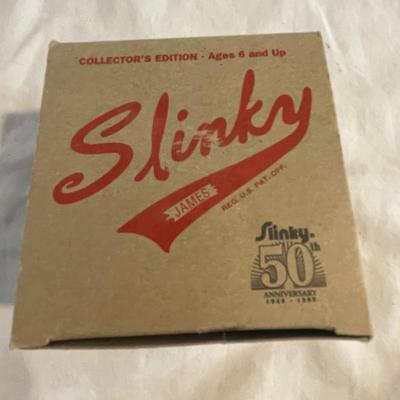 COLLECTOR'S EDITION · Ages 6 and Up
Slinky
JAMES
REG. U.S. PAT. OFF.
Slinky®
50th
ANNIVERSARY
1945 - 1995